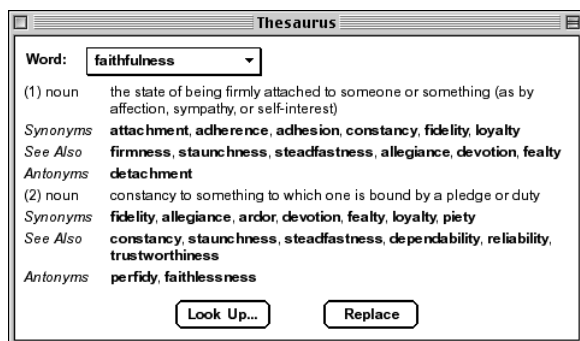 Thesaurus
Word: faithfulness
(1) noun the state of being firmly attached to someone or something (as by
affection, sympathy, or self-interest)
Synonyms attachment, adherence, adhesion, constancy, fidelity, loyalty
See Also firmness, staunchness, steadfastness, allegiance, devotion, fealty
Antonyms detachment
(2) noun constancy to something to which one is bound by a pledge or duty
Synonyms fidelity, allegiance, ardor, devotion, fealty, loyalty, piety
See Also constancy, staunchness, steadfastness, dependability, reliability,
trustworthiness
Antonyms perfidy, faithlessness
Look Up... Replace